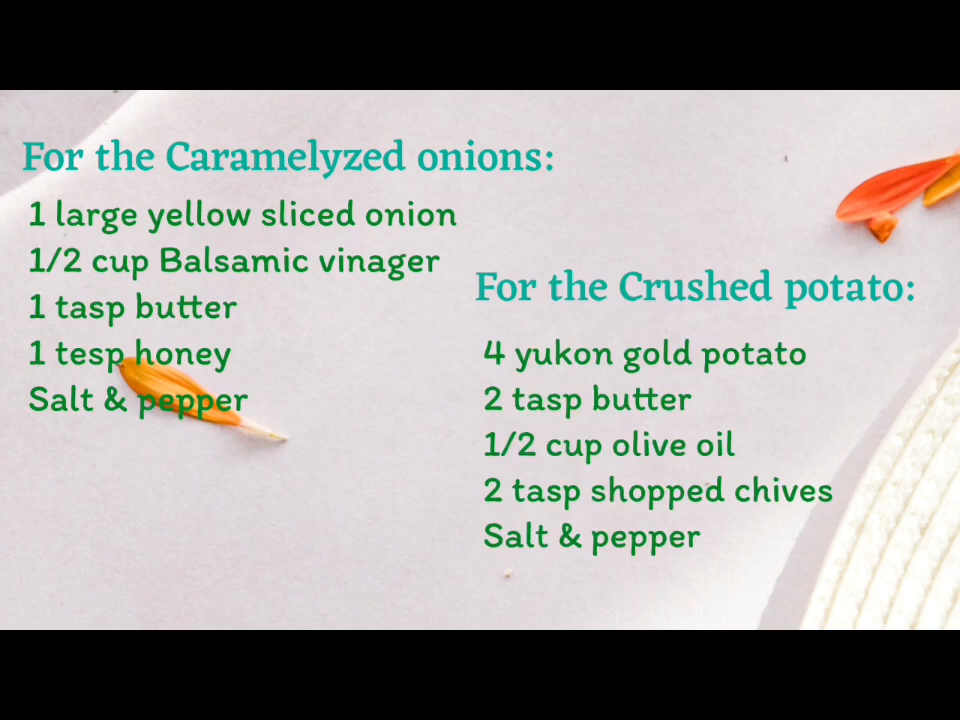 For the Caramelyzed onions:
1 large yellow sliced onion
1/2 cup Balsamic vinager
1 tasp butter
1 tesp honey
Salt & pepper
For the Crushed potato:
4 yukon gold potato
2 tasp butter
1/2 cup olive oil
2 tasp shopped chives
Salt & pepper